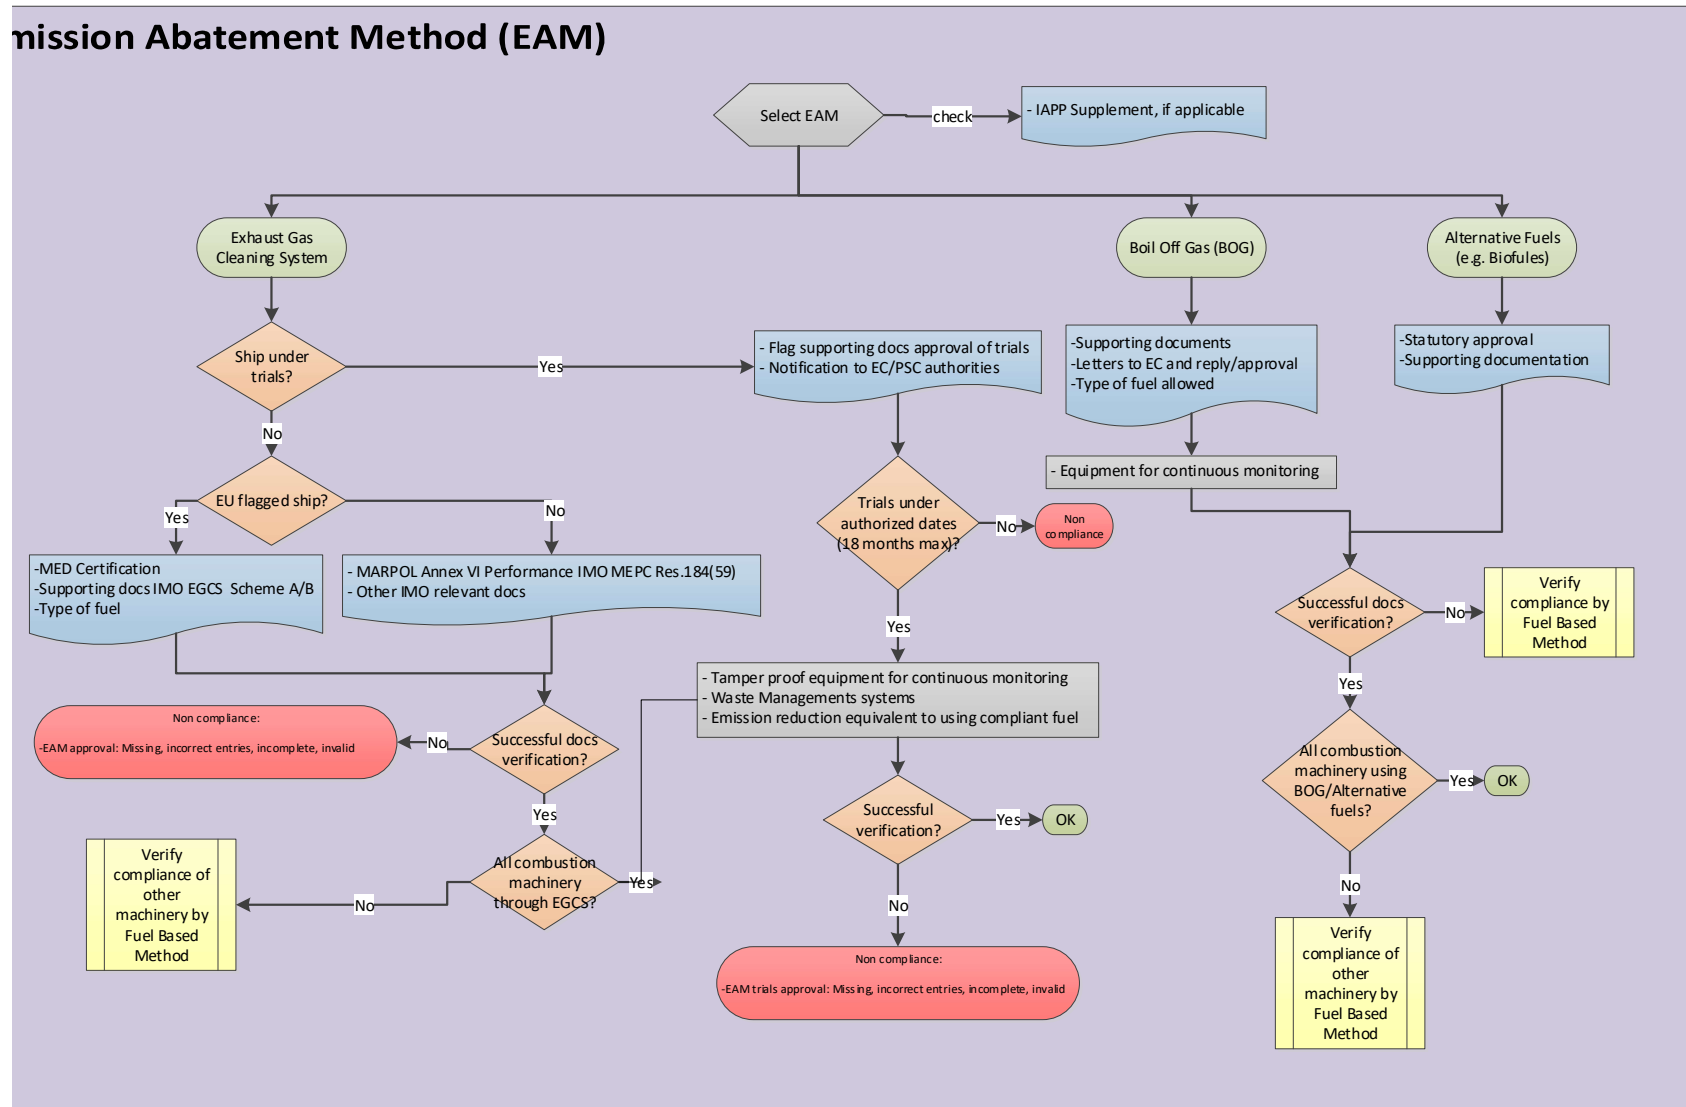 mission Abatement Method (EAM)
Select EAM
check
- IAPP Supplement, if applicable
Exhaust Gas
Cleaning System
Boil Off Gas (BOG)
Alternative Fuels
(e.g. Biofules)
Ship under
trials?
Yes
- Flag supporting docs approval of trials
- Notification to EC/PSC authorities
-Supporting documents
-Letters to EC and reply/approval
-Type of fuel allowed
-Statutory approval
-Supporting documentation
No
EU flagged ship?
Yes
No
-MED Certification
-Supporting docs IMO EGCS Scheme A/B
-Type of fuel
- MARPOL Annex VI Performance IMO MEPC Res.184(59)
- Other IMO relevant docs
Trials under
authorized dates
(18 months max)?
No
Non
compliance
- Equipment for continuous monitoring
Successful docs
verification?
No
Verify
compliance by
Fuel Based
Method
Yes
Yes
- Tamper proof equipment for continuous monitoring
- Waste Managements systems
- Emission reduction equivalent to using compliant fuel
Non compliance:
-EAM approval: Missing, incorrect entries, incomplete, invalid
No
Successful docs
verification?
Yes
All combustion
machinery using
BOG/Alternative
fuels?
Yes
OK
Successful
verification?
Yes
OK
Verify
compliance of
other
machinery by
Fuel Based
Method
No
All combustion
machinery
through EGCS?
Yes
No
No
Non compliance:
-EAM trials approval: Missing, incorrect entries, incomplete, invalid
Verify
compliance of
other
machinery by
Fuel Based
Method